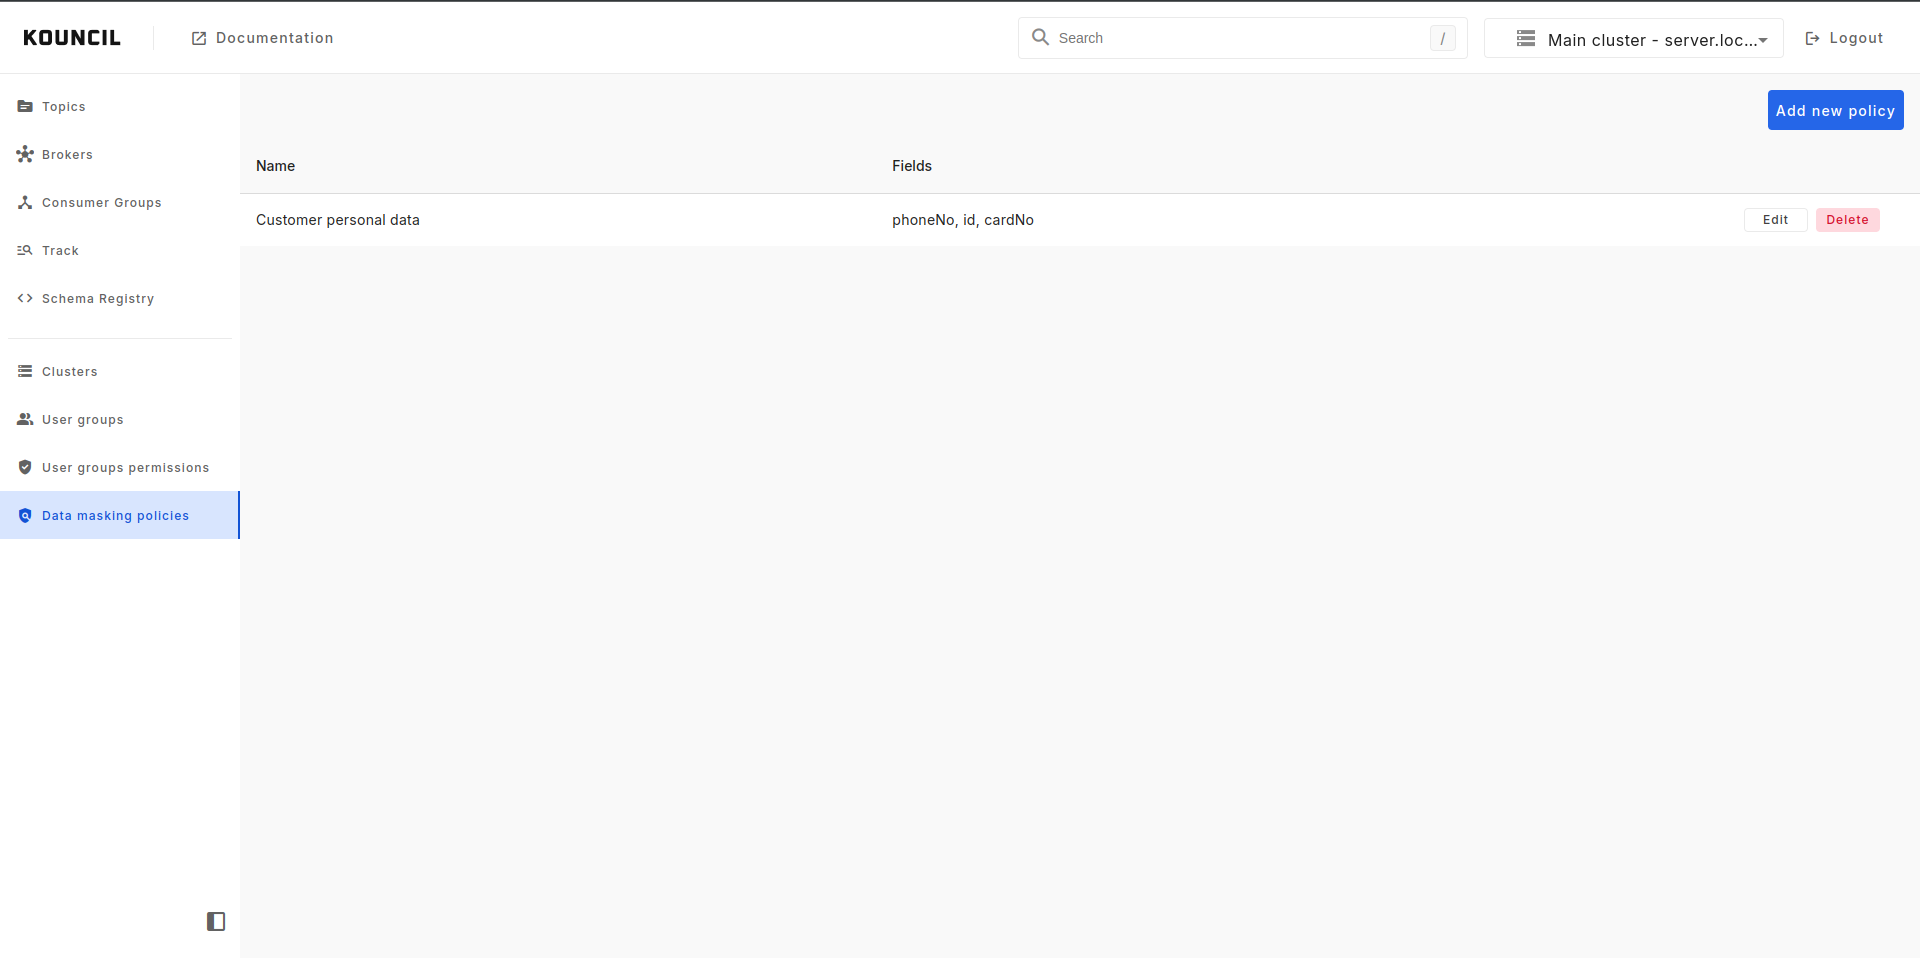 KOUNCIL
Documentation
Search
/
Main cluster - server.loc...
Logout
Topics
Brokers
Consumer Groups
Track
Schema Registry
Clusters
User groups
User groups permissions
Data masking policies
Add new policy
Name Fields
Customer personal data phoneNo, id, cardNo Edit Delete